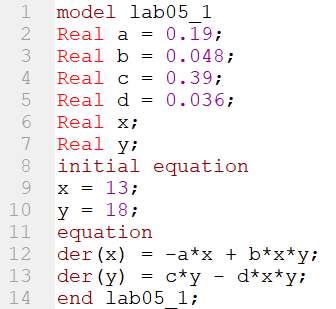 1 model lab05_1
2 Real a = 0.19;
3 Real b = 0.048;
4 Real c = 0.39;
5 Real d = 0.036;
6 Real x;
7 Real y;
8 initial equation
9 x = 13;
10 y = 18;
11 equation
12 der(x) = -a*x + b*x*y;
13 der(y) = c*y - d*x*y;
14 end lab05_1;